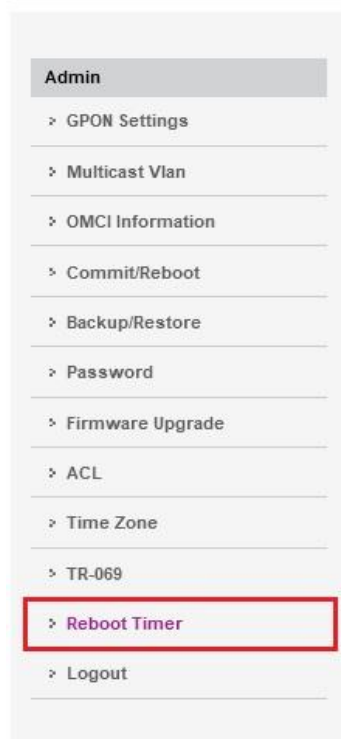 Admin
GPON Settings
Multicast Vlan
OMCI Information
Commit/Reboot
Backup/Restore
Password
Firmware Upgrade
ACL
Time Zone
TR-069
Reboot Timer
Logout